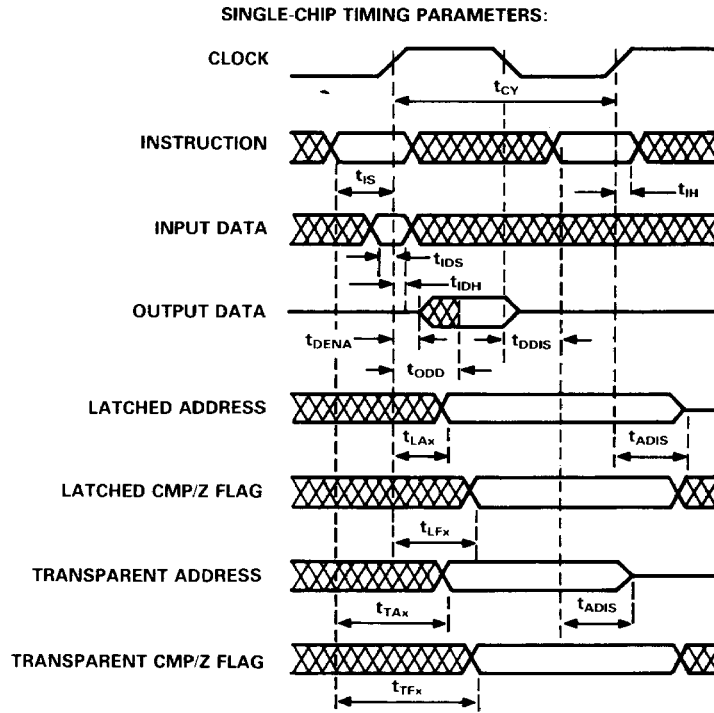 SINGLE-CHIP TIMING PARAMETERS:
CLOCK
tCY
INSTRUCTION
tIS
tIH
INPUT DATA
tIDS
tIDH
OUTPUT DATA
tDENA
tDDIS
tODD
LATCHED ADDRESS
tLAx
tADIS
LATCHED CMP/Z FLAG
tLFx
TRANSPARENT ADDRESS
tTAx
tADIS
TRANSPARENT CMP/Z FLAG
tTFx